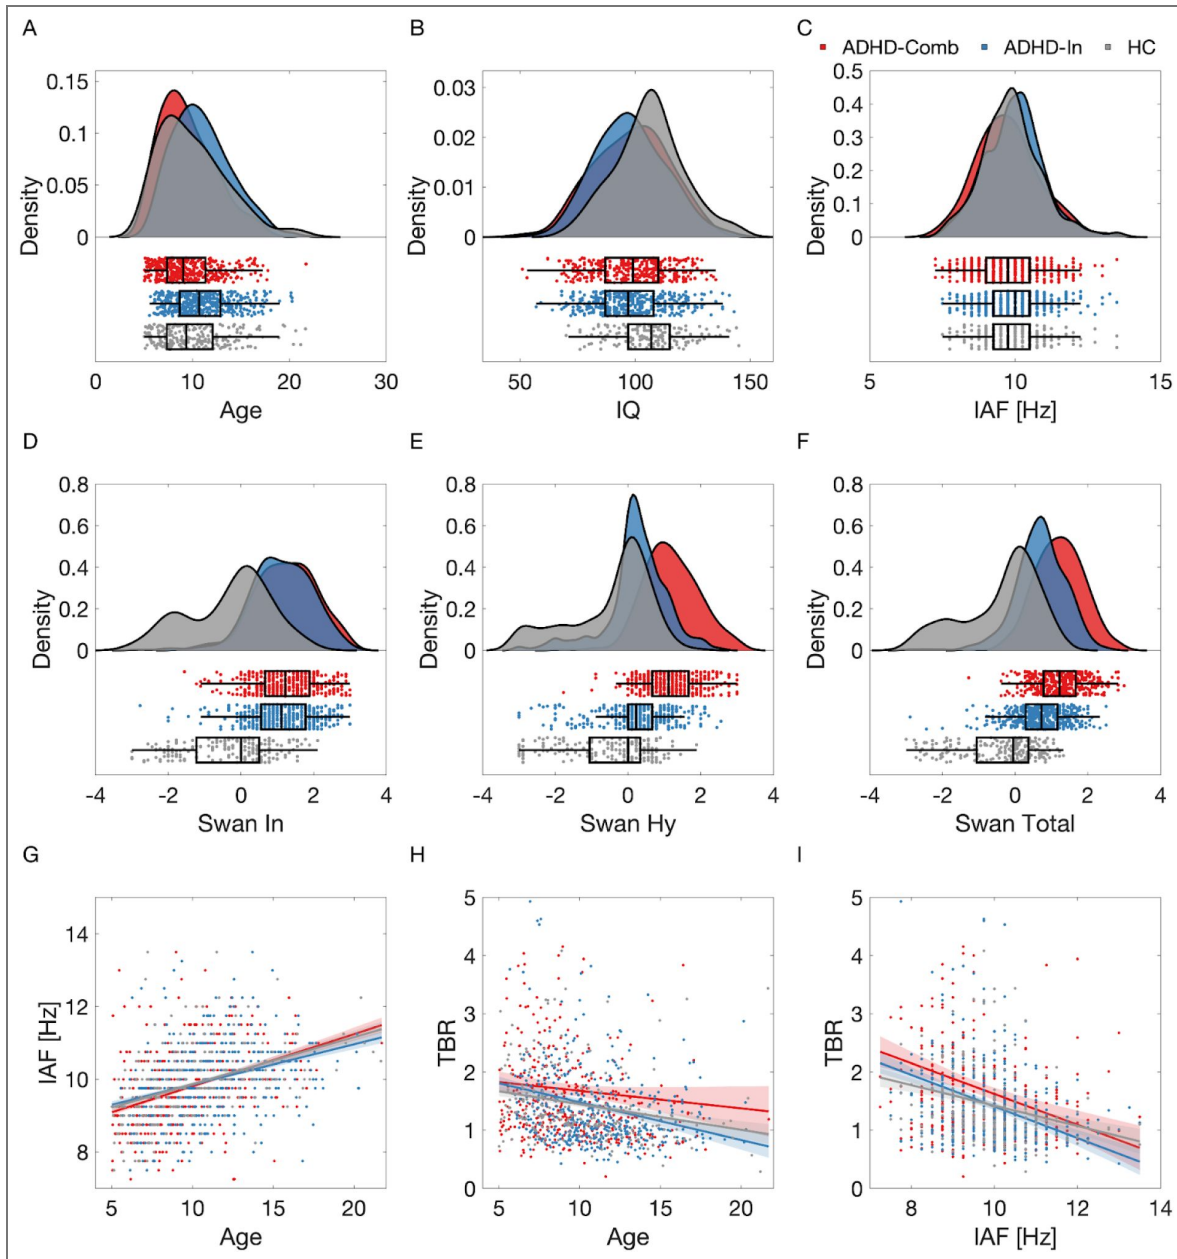 A
B
C
ADHD-Comb ADHD-In HC
0.15
0.1
0.05
0
Density
0 10 20 30
Age
0.03
0.02
0.01
0
Density
50 100 150
IQ
0.5
0.4
0.3
0.2
0.1
0
Density
5 10 15
IAF [Hz]
D
E
F
0.8
0.6
0.4
0.2
0
Density
-4 -2 0 2 4
Swan In
0.8
0.6
0.4
0.2
0
Density
-4 -2 0 2 4
Swan Hy
0.8
0.6
0.4
0.2
0
Density
-4 -2 0 2 4
Swan Total
G
H
I
14
12
10
8
IAF [Hz]
5 10 15 20
Age
5
4
3
2
1
0
TBR
5 10 15 20
Age
5
4
3
2
1
0
TBR
8 10 12 14
IAF [Hz]